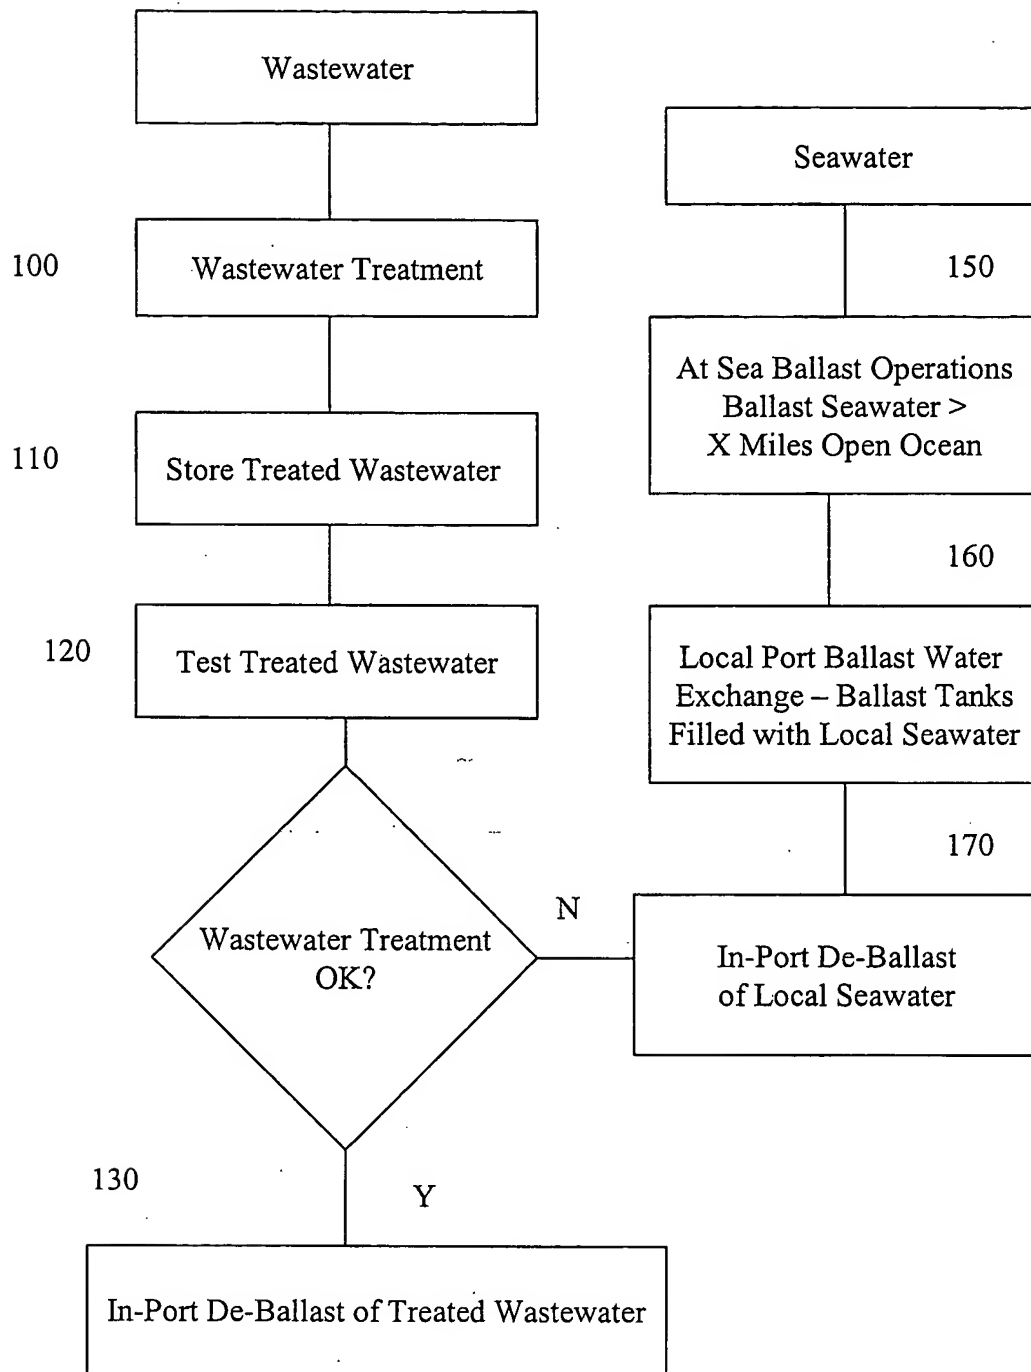 Wastewater
Seawater
100
Wastewater Treatment
150
At Sea Ballast Operations
Ballast Seawater >
X Miles Open Ocean
110
Store Treated Wastewater
160
120
Test Treated Wastewater
Local Port Ballast Water
Exchange – Ballast Tanks
Filled with Local Seawater
170
N
Wastewater Treatment
OK?
In-Port De-Ballast
of Local Seawater
130
Y
In-Port De-Ballast of Treated Wastewater